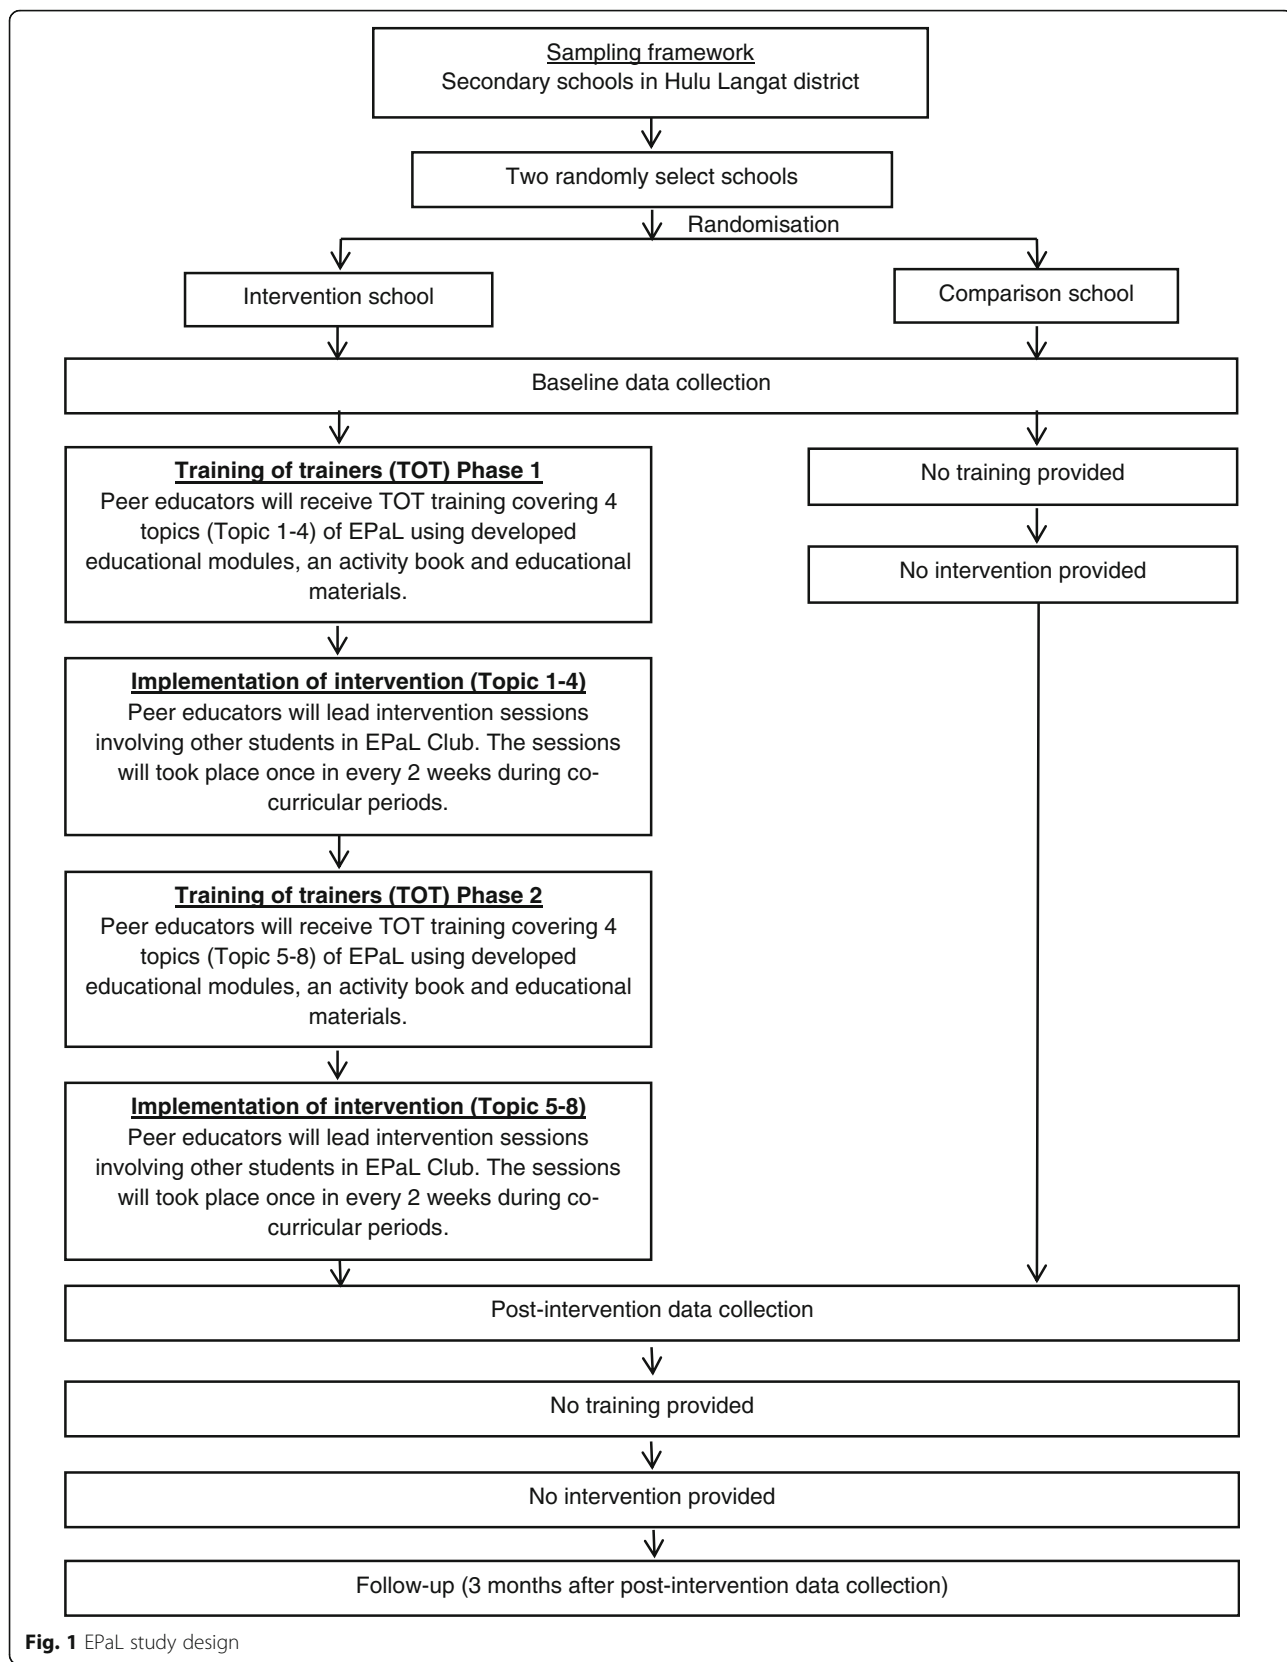 Sampling framework
Secondary schools in Hulu Langat district
Two randomly select schools
Randomisation
Intervention school
Comparison school
Baseline data collection
Training of trainers (TOT) Phase 1
Peer educators will receive TOT training covering 4
topics (Topic 1-4) of EPaL using developed
educational modules, an activity book and educational
materials.
No training provided
No intervention provided
Implementation of intervention (Topic 1-4)
Peer educators will lead intervention sessions
involving other students in EPaL Club. The sessions
will took place once in every 2 weeks during co-
curricular periods.
Training of trainers (TOT) Phase 2
Peer educators will receive TOT training covering 4
topics (Topic 5-8) of EPaL using developed
educational modules, an activity book and educational
materials.
Implementation of intervention (Topic 5-8)
Peer educators will lead intervention sessions
involving other students in EPaL Club. The sessions
will took place once in every 2 weeks during co-
curricular periods.
Post-intervention data collection
No training provided
No intervention provided
Follow-up (3 months after post-intervention data collection)
Fig. 1 EPaL study design